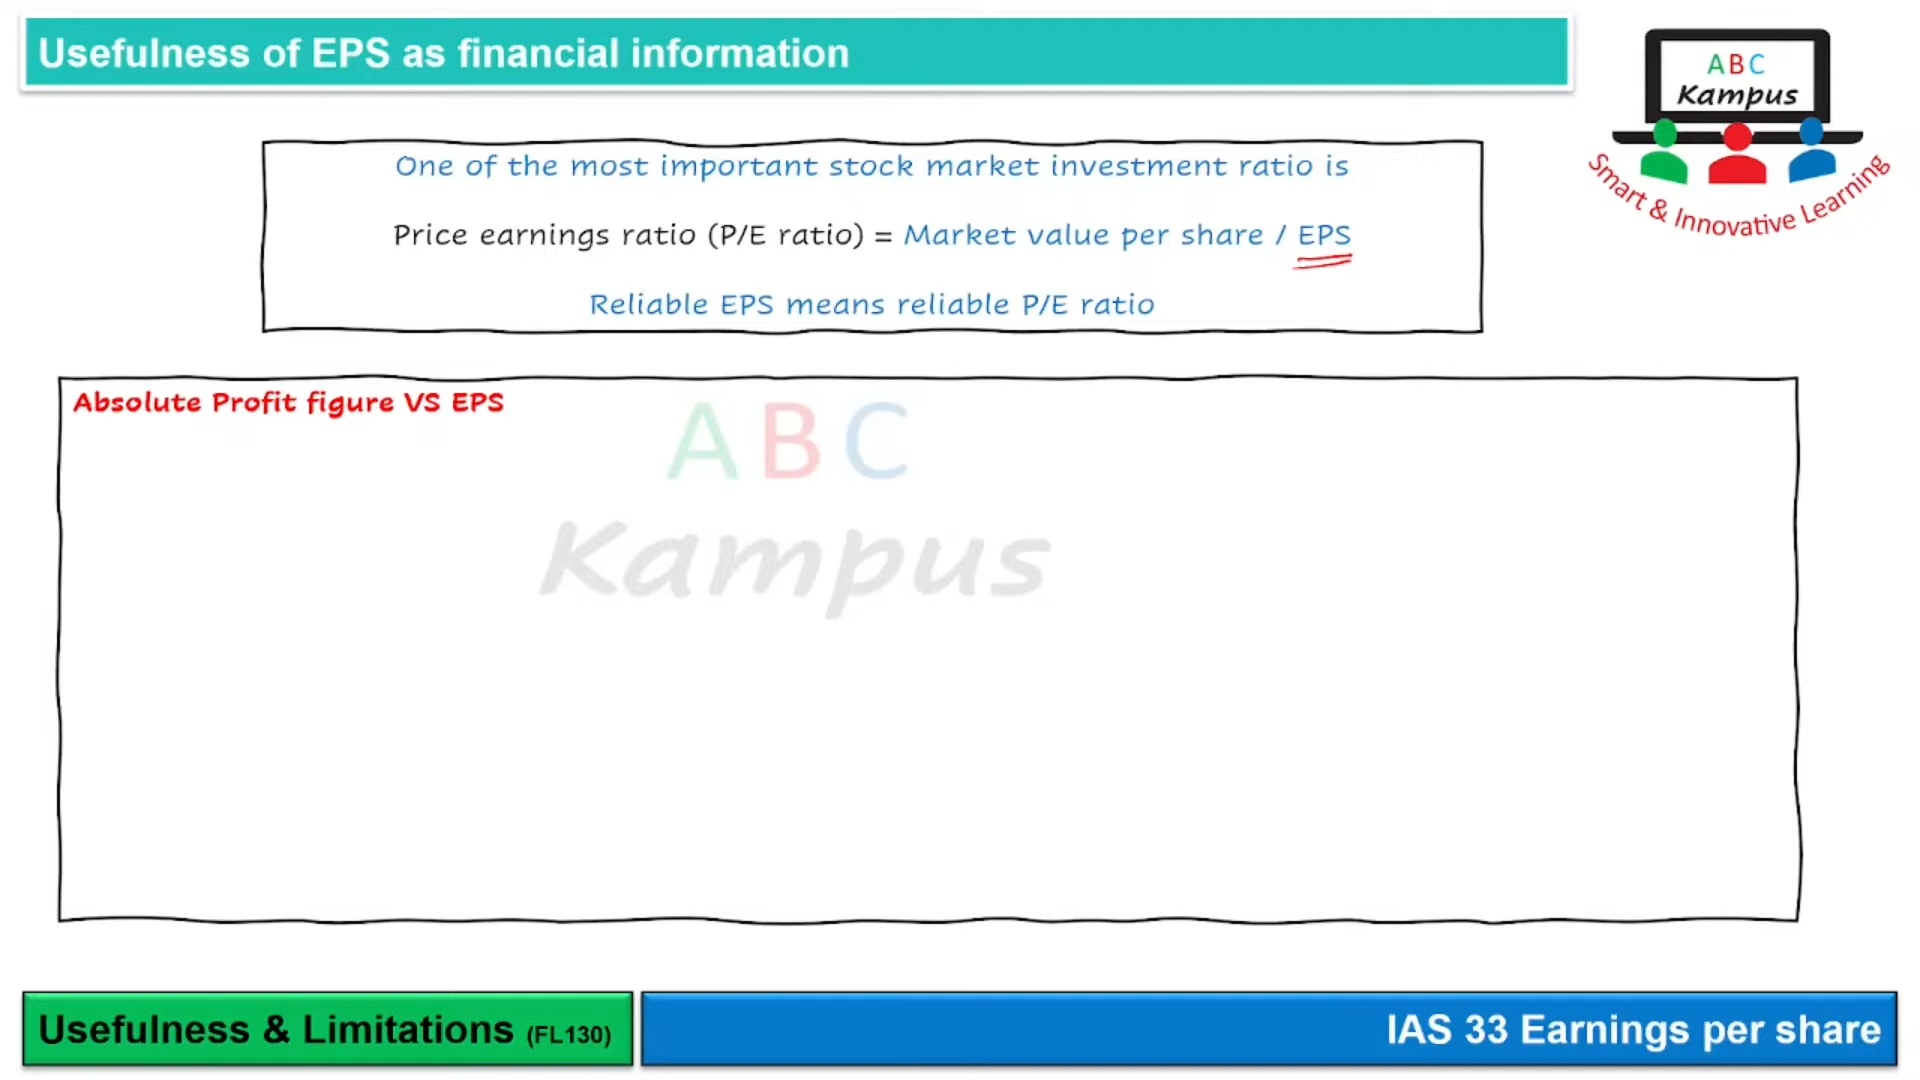 Usefulness of EPS as financial information
ABC
Kampus
Smart & Innovative Learning
One of the most important stock market investment ratio is
Price earnings ratio (P/E ratio) = Market value per share / EPS
Reliable EPS means reliable P/E ratio
Absolute Profit figure VS EPS
ABC
Kampus
Usefulness & Limitations (FL130)
IAS 33 Earnings per share